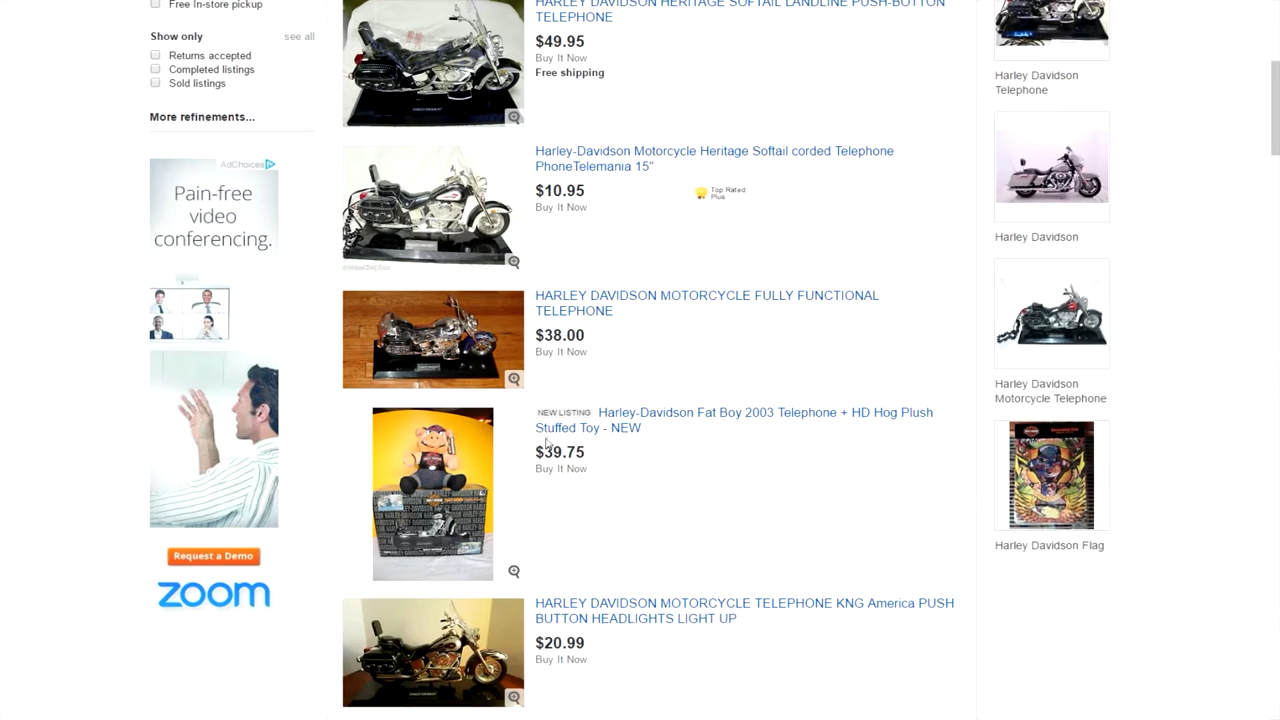 Free In-store pickup
Show only see all
Returns accepted
Completed listings
Sold listings
More refinements...
AdChoices
Pain-free
video
conferencing.
Request a Demo
zoom
HARLEY DAVIDSON HERITAGE SOFTAIL LANDLINE PUSH-BOTTON
TELEPHONE
$49.95
Buy It Now
Free shipping
Harley-Davidson Motorcycle Heritage Softail corded Telephone
PhoneTelemania 15"
$10.95
Top Rated
Plus
Buy It Now
HARLEY DAVIDSON MOTORCYCLE FULLY FUNCTIONAL
TELEPHONE
$38.00
Buy It Now
NEW LISTING Harley-Davidson Fat Boy 2003 Telephone + HD Hog Plush
Stuffed Toy - NEW
$39.75
Buy It Now
HARLEY DAVIDSON MOTORCYCLE TELEPHONE KNG America PUSH
BUTTON HEADLIGHTS LIGHT UP
$20.99
Buy It Now
Harley Davidson
Telephone
Harley Davidson
Harley Davidson
Motorcycle Telephone
Harley Davidson Flag